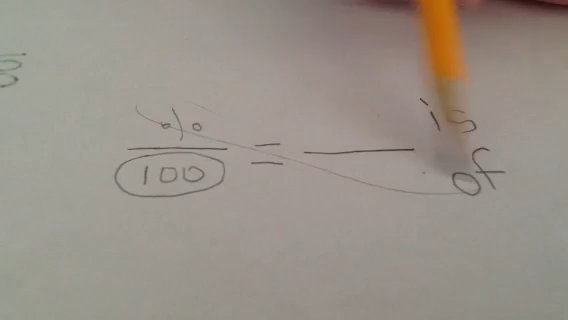 % is
= of
100